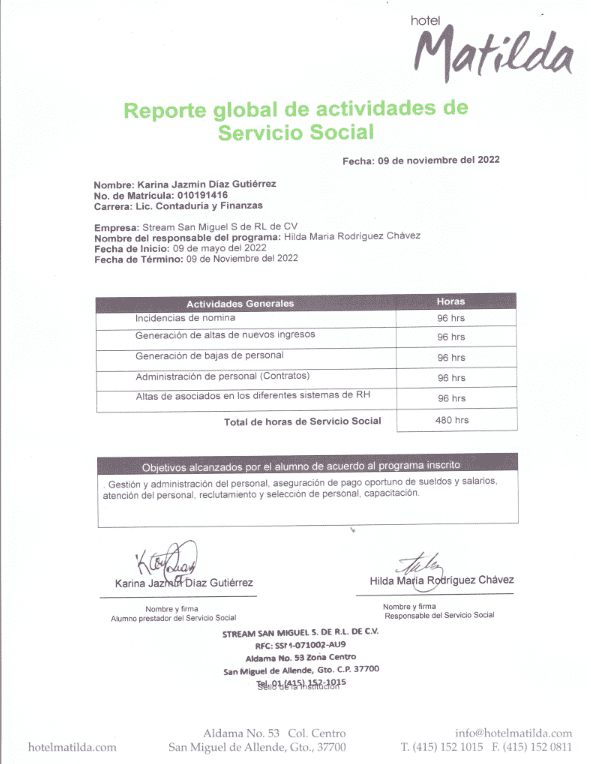 hotel
Matilda
Reporte global de actividades de
Servicio Social
Fecha: 09 de noviembre del 2022
Nombre: Karina Jazmin Díaz Gutiérrez
No. de Matricula: 010191416
Carrera: Lic. Contaduría y Finanzas
Empresa: Stream San Miguel S de RL de CV
Nombre del responsable del programa: Hilda Maria Rodríguez Chávez
Fecha de Inicio: 09 de mayo del 2022
Fecha de Término: 09 de Noviembre del 2022
Actividades Generales Horas
Incidencias de nomina 96 hrs
Generación de altas de nuevos ingresos 96 hrs
Generación de bajas de personal 96 hrs
Administración de personal (Contratos) 96 hrs
Altas de asociados en los diferentes sistemas de RH 96 hrs
Total de horas de Servicio Social 480 hrs
Objetivos alcanzados por el alumno de acuerdo al programa inscrito
. Gestión y administración del personal, aseguración de pago oportuno de sueldos y salarios,
atención del personal, reclutamiento y selección de personal, capacitación.
Karina Jazmín Díaz Gutiérrez Hilda Maria Rodríguez Chávez
Nombre y firma Nombre y firma
Alumno prestador del Servicio Social Responsable del Servicio Social
STREAM SAN MIGUEL S. DE R.L. DE C.V.
RFC: SSM-071002-AU9
Aldama No. 53 Zona Centro
San Miguel de Allende, Gto. C.P. 37700
Tel. 01 (415) 152-1015
Sello de la Institución
Aldama No. 53 Col. Centro info@hotelmatilda.com
hotelmatilda.com San Miguel de Allende, Gto., 37700 T. (415) 152 1015 F. (415) 152 0811